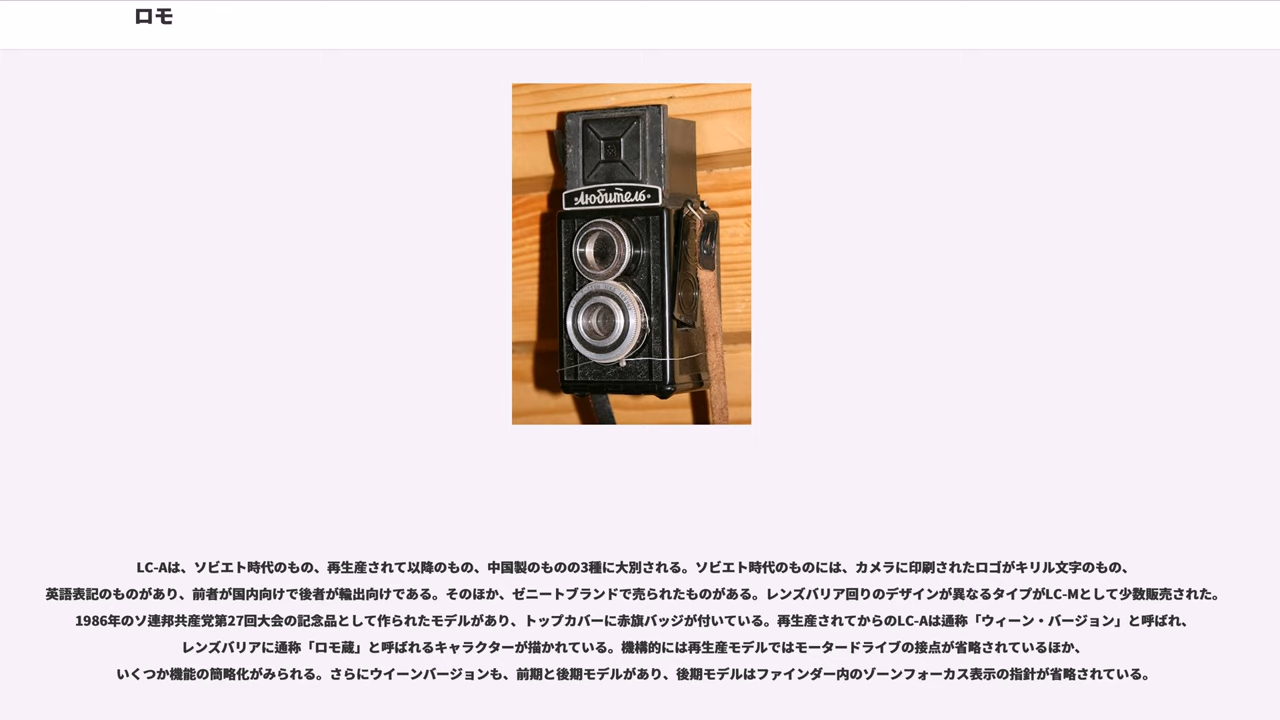 ロモ
Любитель
LC-Aは、ソビエト時代のもの、再生産されて以降のもの、中国製のものの3種に大別される。ソビエト時代のものには、カメラに印刷されたロゴがキリル文字のもの、
英語表記のものがあり、前者が国内向けで後者が輸出向けである。そのほか、ゼニートブランドで売られたものがある。レンズバリア回りのデザインが異なるタイプがLC-Mとして少数販売された。
1986年のソ連邦共産党第27回大会の記念品として作られたモデルがあり、トップカバーに赤旗バッジが付いている。再生産されてからのLC-Aは通称「ウィーン・バージョン」と呼ばれ、
レンズバリアに通称「ロモ蔵」と呼ばれるキャラクターが描かれている。機構的には再生産モデルではモータードライブの接点が省略されているほか、
いくつか機能の簡略化がみられる。さらにウイーンバージョンも、前期と後期モデルがあり、後期モデルはファインダー内のゾーンフォーカス表示の指針が省略されている。